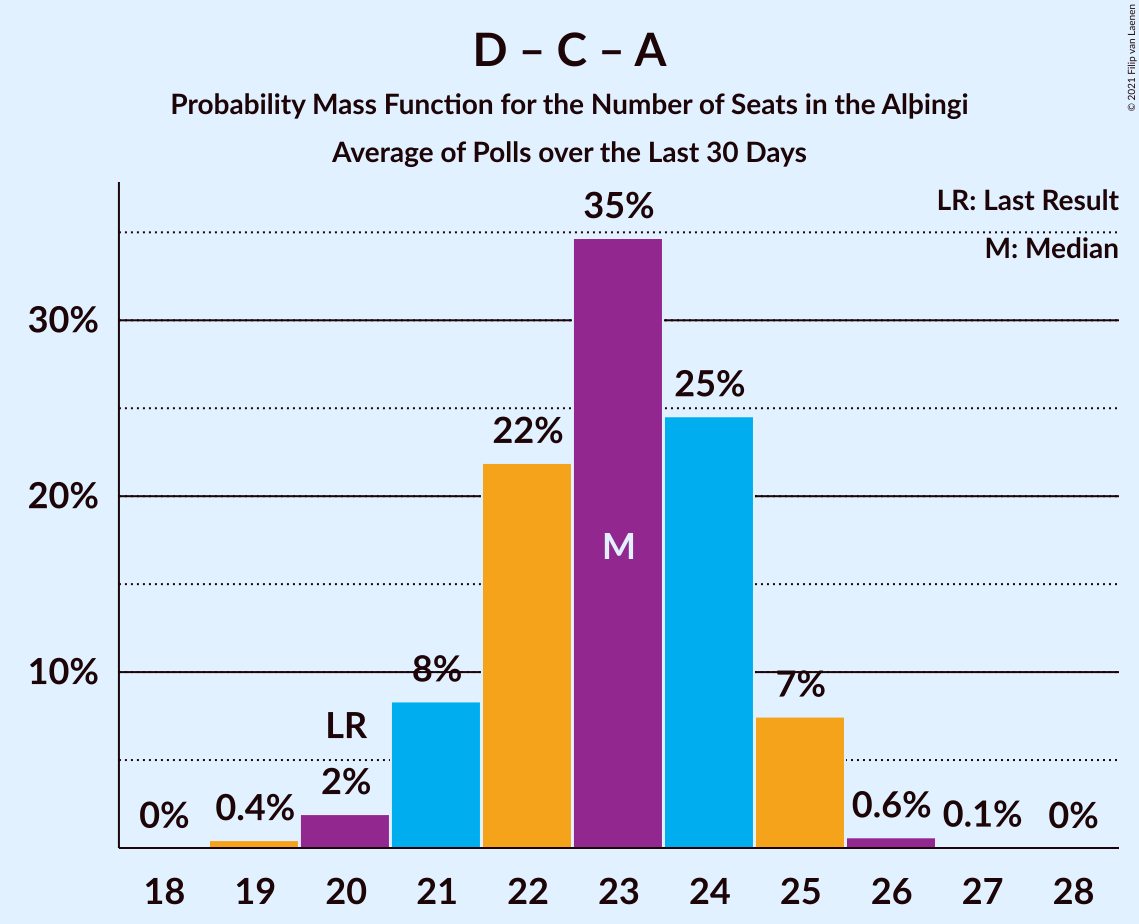 D – C – A
Probability Mass Function for the Number of Seats in the Alþingi
Average of Polls over the Last 30 Days
© 2021 Filip van Laenen
LR: Last Result
M: Median
35%
30%
25%
22%
20%
M
10%
8%
7%
LR
2%
0%
0.4%
0.6%
0.1%
0%
18 19 20 21 22 23 24 25 26 27 28